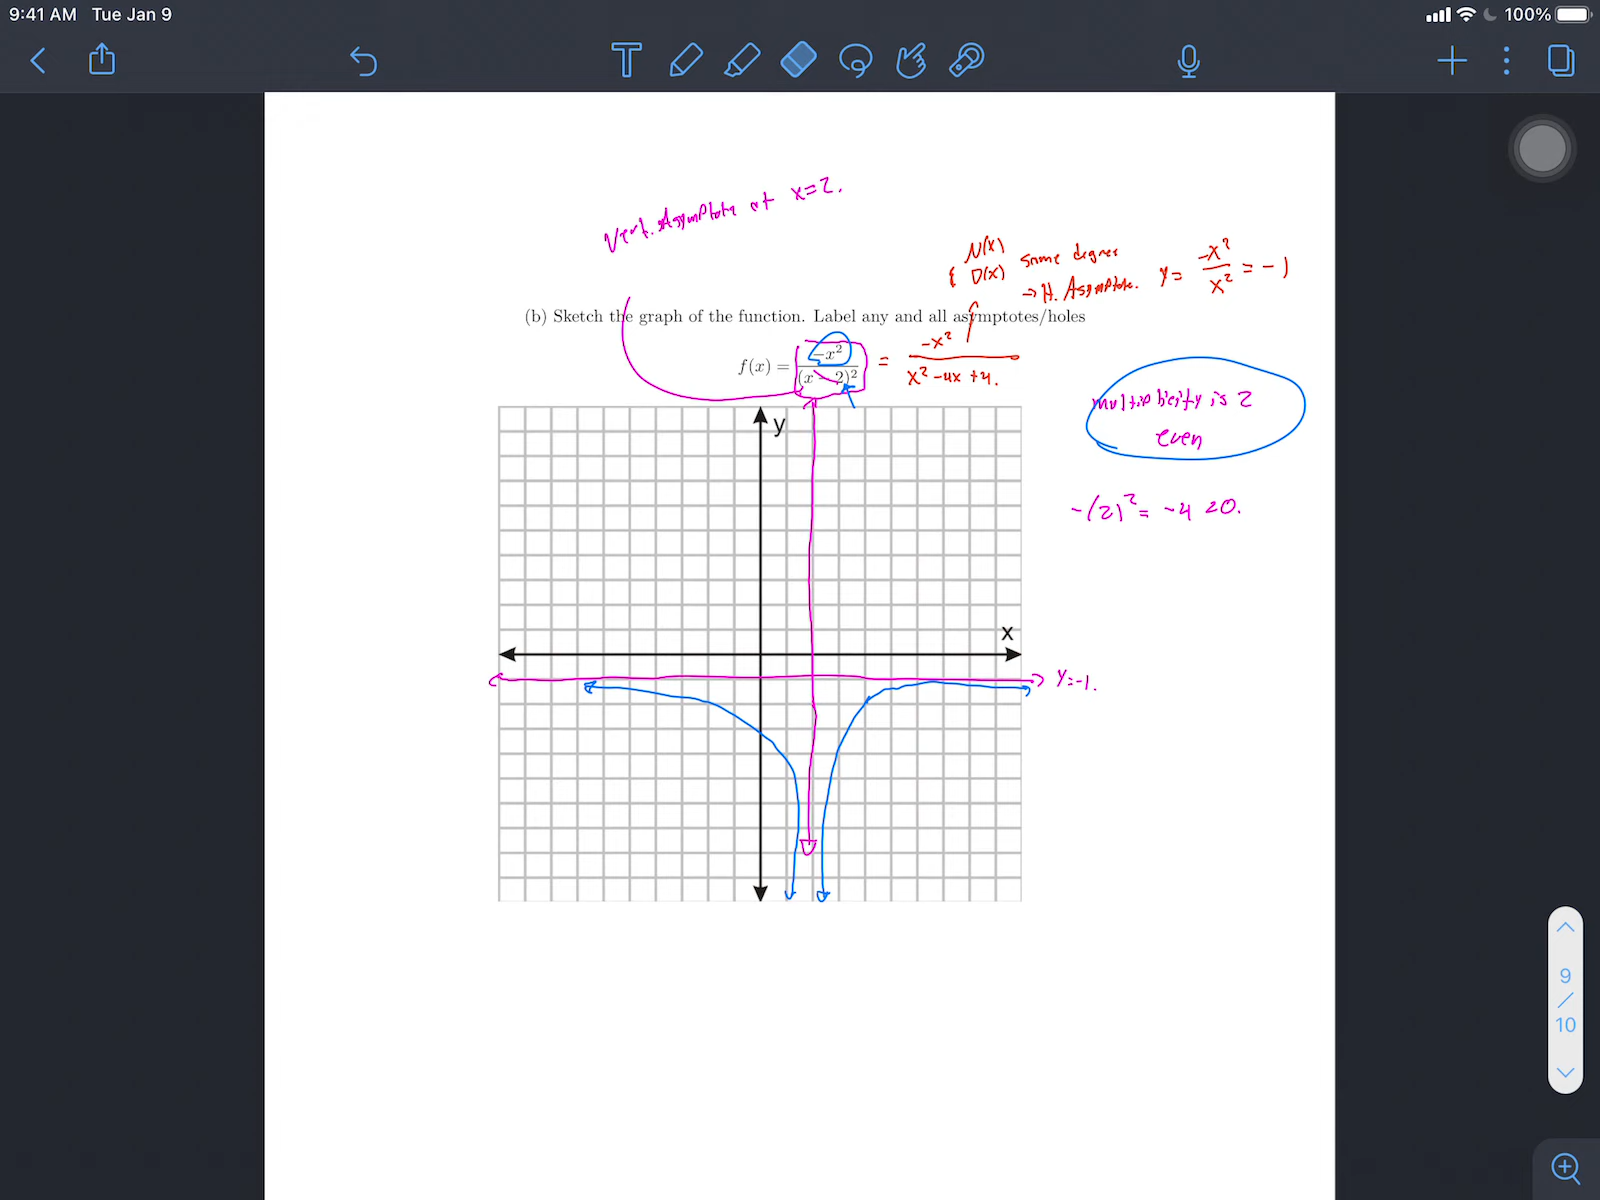 9:41 AM Tue Jan 9
100%
Vert. Asymptote at x=2.
N(x)
& D(x) same degree
→ H. Asymptote. y= -x²/x² = -1
(b) Sketch the graph of the function. Label any and all asymptotes/holes
f(x) = -x²/(x - 2)² = -x²/x²-4x+4.
multiplicity is 2
even
-(2)² = -4 <0.
y
x
y=-1.
9
/
10